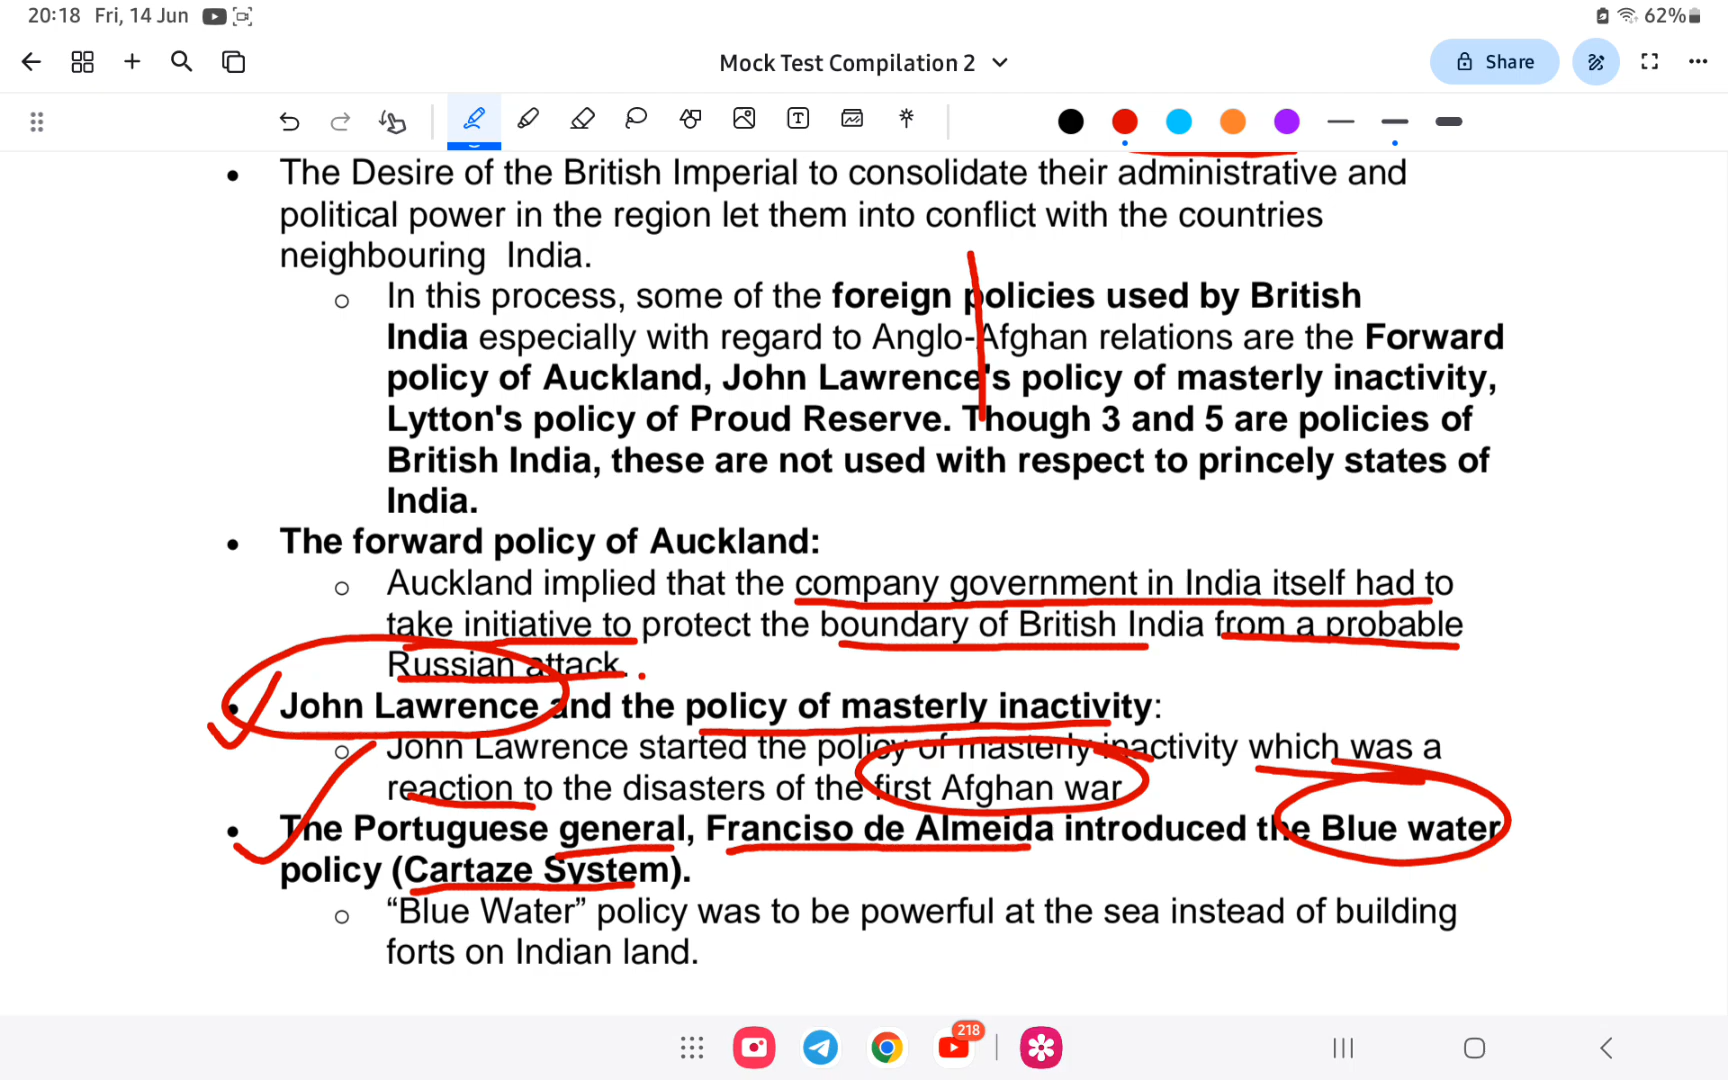 20:18 Fri, 14 Jun
62%
Mock Test Compilation 2
Share
The Desire of the British Imperial to consolidate their administrative and
political power in the region let them into conflict with the countries
neighbouring India.
In this process, some of the foreign policies used by British
India especially with regard to Anglo-Afghan relations are the Forward
policy of Auckland, John Lawrence's policy of masterly inactivity,
Lytton's policy of Proud Reserve. Though 3 and 5 are policies of
British India, these are not used with respect to princely states of
India.
The forward policy of Auckland:
Auckland implied that the company government in India itself had to
take initiative to protect the boundary of British India from a probable
Russian attack.
John Lawrence and the policy of masterly inactivity:
John Lawrence started the policy of masterly inactivity which was a
reaction to the disasters of the first Afghan war
The Portuguese general, Franciso de Almeida introduced the Blue water
policy (Cartaze System).
“Blue Water” policy was to be powerful at the sea instead of building
forts on Indian land.
218